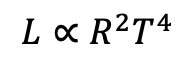 L ∝ R²T⁴